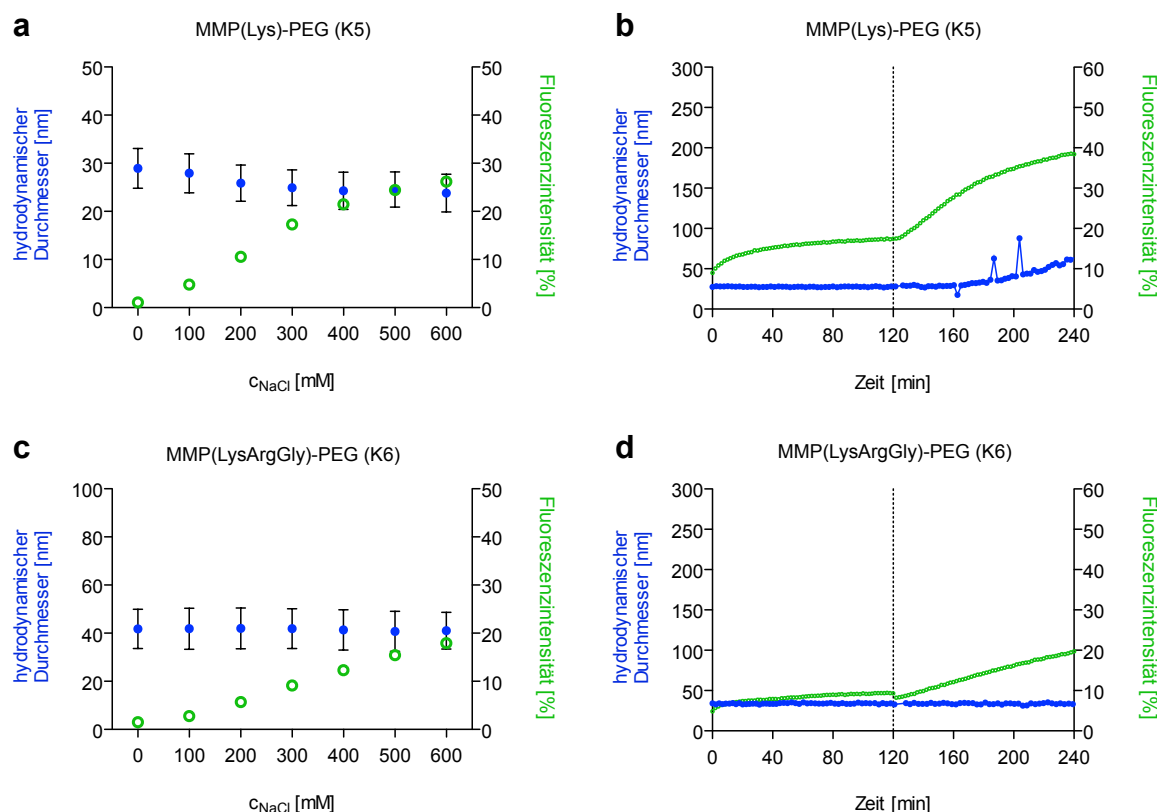 a
MMP(Lys)-PEG (K5)
50
40
30
20
10
0
hydrodynamischer
Durchmesser [nm]
50
40
30
20
10
0
Fluoreszenzintensität [%]
0 100 200 300 400 500 600
cNaCl [mM]
b
MMP(Lys)-PEG (K5)
300
250
200
150
100
50
0
hydrodynamischer
Durchmesser [nm]
60
50
40
30
20
10
0
Fluoreszenzintensität [%]
0 40 80 120 160 200 240
Zeit [min]
c
MMP(LysArgGly)-PEG (K6)
100
80
60
40
20
0
hydrodynamischer
Durchmesser [nm]
50
40
30
20
10
0
Fluoreszenzintensität [%]
0 100 200 300 400 500 600
cNaCl [mM]
d
MMP(LysArgGly)-PEG (K6)
300
250
200
150
100
50
0
hydrodynamischer
Durchmesser [nm]
60
50
40
30
20
10
0
Fluoreszenzintensität [%]
0 40 80 120 160 200 240
Zeit [min]